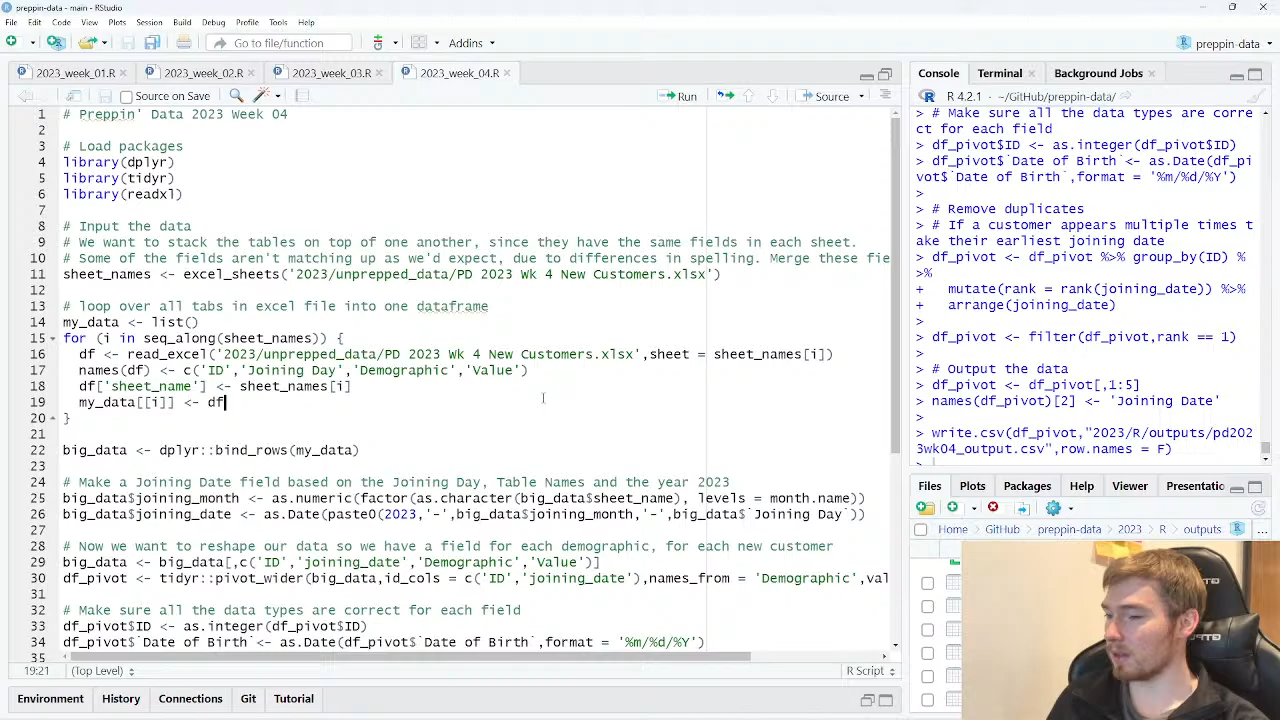 preppin-data - main - RStudio
File Edit Code View Plots Session Build Debug Profile Tools Help
Go to file/function Addins preppin-data
2023_week_01.R 2023_week_02.R 2023_week_03.R 2023_week_04.R
Source on Save Run Source
1 # Preppin' Data 2023 Week 04
2
3 # Load packages
4 library(dplyr)
5 library(tidyr)
6 library(readxl)
7
8 # Input the data
9 # We want to stack the tables on top of one another, since they have the same fields in each sheet.
10 # Some of the fields aren't matching up as we'd expect, due to differences in spelling. Merge these fie
11 sheet_names <- excel_sheets('2023/unprepped_data/PD 2023 Wk 4 New Customers.xlsx')
12
13 # loop over all tabs in excel file into one dataframe
14 my_data <- list()
15 for (i in seq_along(sheet_names)) {
16 df <- read_excel('2023/unprepped_data/PD 2023 Wk 4 New Customers.xlsx',sheet = sheet_names[i])
17 names(df) <- c('ID','Joining Day','Demographic','Value')
18 df['sheet_name'] <- sheet_names[i]
19 my_data[[i]] <- df
20 }
21
22 big_data <- dplyr::bind_rows(my_data)
23
24 # Make a Joining Date field based on the Joining Day, Table Names and the year 2023
25 big_data$joining_month <- as.numeric(factor(as.character(big_data$sheet_name), levels = month.name))
26 big_data$joining_date <- as.Date(paste0(2023,'-',big_data$joining_month,'-',big_data$`Joining Day`))
27
28 # Now we want to reshape our data so we have a field for each demographic, for each new customer
29 big_data <- big_data[,c('ID','joining_date','Demographic','Value')]
30 df_pivot <- tidyr::pivot_wider(big_data,id_cols = c('ID','joining_date'),names_from = 'Demographic',val
31
32 # Make sure all the data types are correct for each field
33 df_pivot$ID <- as.integer(df_pivot$ID)
34 df_pivot$`Date of Birth`<- as.Date(df_pivot$`Date of Birth`,format = '%m/%d/%Y')
35
19:21 (Top Level) R Script
Environment History Connections Git Tutorial
Console Terminal Background Jobs
R 4.2.1 · ~/GitHub/preppin-data/
> # Make sure all the data types are corre
ct for each field
> df_pivot$ID <- as.integer(df_pivot$ID)
> df_pivot$`Date of Birth`<- as.Date(df_pi
vot$`Date of Birth`,format = '%m/%d/%Y')
>
> # Remove duplicates
> # If a customer appears multiple times t
ake their earliest joining date
> df_pivot <- df_pivot %>% group_by(ID) %
>%
+ mutate(rank = rank(joining_date)) %>%
+ arrange(joining_date)
>
> df_pivot <- filter(df_pivot,rank == 1)
>
> # Output the data
> df_pivot <- df_pivot[,1:5]
> names(df_pivot)[2] <- 'Joining Date'
>
> write.csv(df_pivot,"2023/R/outputs/pd202
3wk04_output.csv",row.names = F)
>
Files Plots Packages Help Viewer Presentatio
Home GitHub preppin-data 2023 R outputs ...